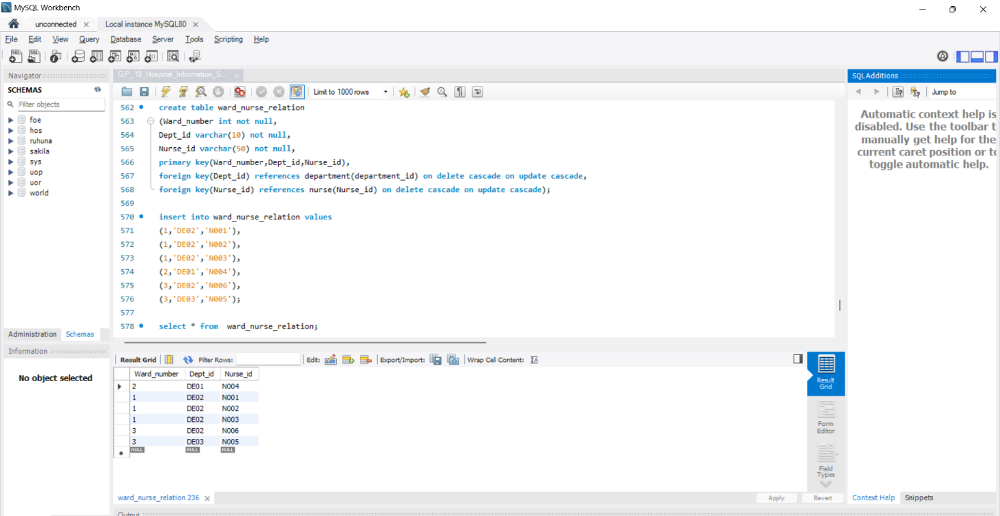 MySQL Workbench
unconnected
Local instance MySQL80
File Edit View Query Database Server Tools Scripting Help
Navigator
SCHEMAS
Filter objects
foe
hos
ruhuna
sakila
sys
uop
uor
world
Administration Schemas
Information
No object selected
GP_18_Hospital_Information_S...
Limit to 1000 rows
562 create table ward_nurse_relation
563 (Ward_number int not null,
564 Dept_id varchar(10) not null,
565 Nurse_id varchar(50) not null,
566 primary key(Ward_number,Dept_id,Nurse_id),
567 foreign key(Dept_id) references department(department_id) on delete cascade on update cascade,
568 foreign key(Nurse_id) references nurse(Nurse_id) on delete cascade on update cascade);
569
570 insert into ward_nurse_relation values
571 (1,'DE02','N001'),
572 (1,'DE02','N002'),
573 (1,'DE02','N003'),
574 (2,'DE01','N004'),
575 (3,'DE02','N006'),
576 (3,'DE03','N005');
577
578 select * from  ward_nurse_relation;
Result Grid Filter Rows: Edit: Export/Import: Wrap Cell Content:
Ward_number Dept_id Nurse_id
2 DE01 N004
1 DE02 N001
1 DE02 N002
1 DE02 N003
3 DE02 N006
3 DE03 N005
NULL NULL NULL
Result
Grid
Form
Editor
Field
Types
ward_nurse_relation 236
Apply Revert
Output
SQLAdditions
Jump to
Automatic context help is
disabled. Use the toolbar t
manually get help for the
current caret position or to
toggle automatic help.
Context Help Snippets